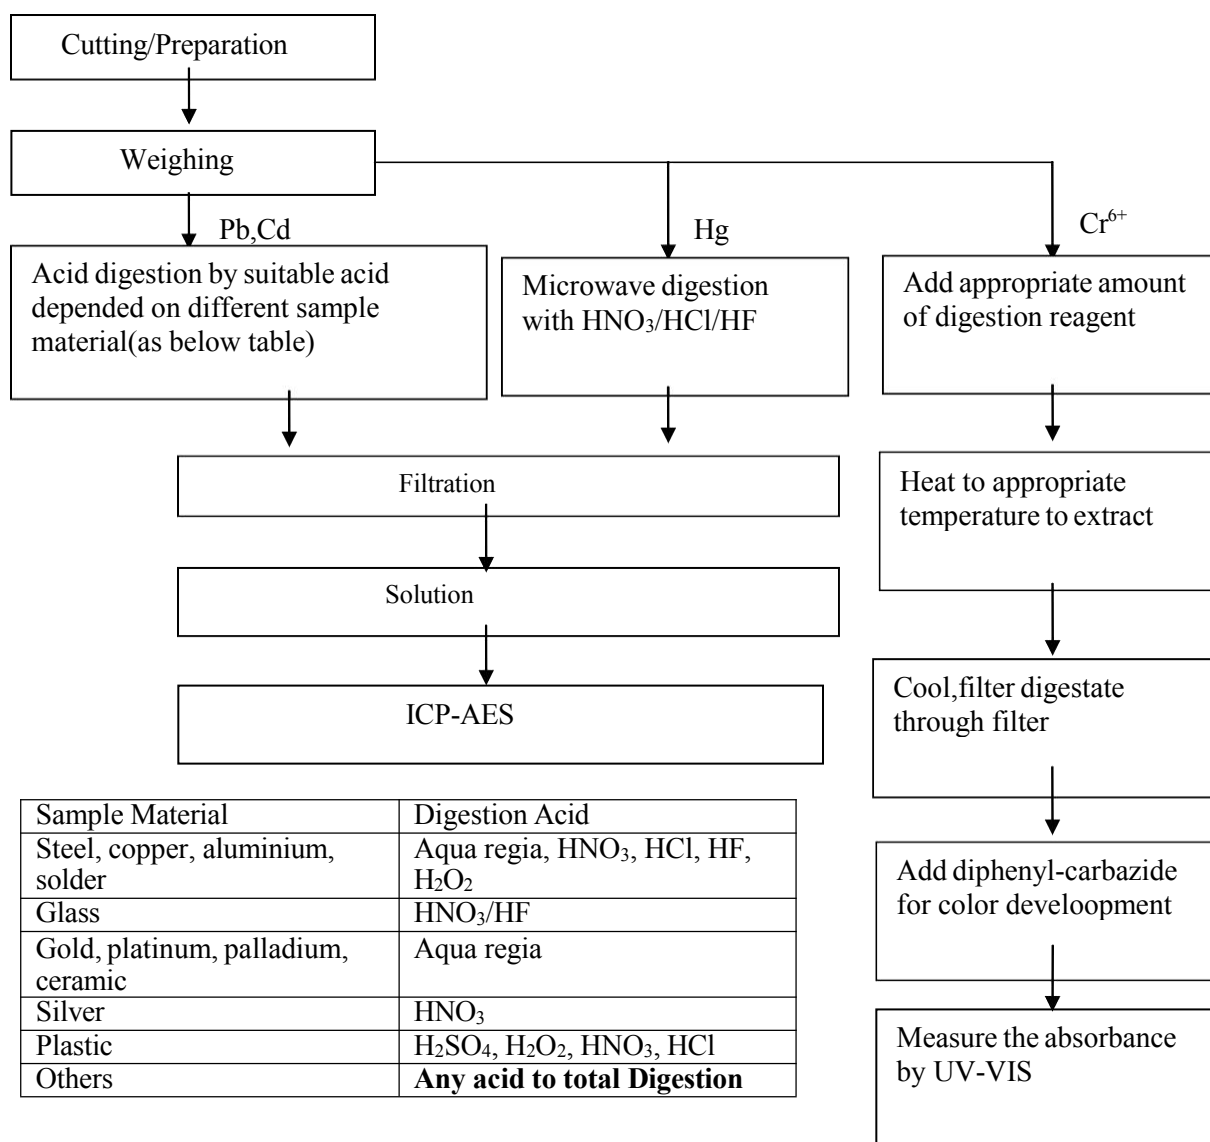 Cutting/Preparation
Weighing
Pb,Cd
Hg
Cr⁶⁺
Acid digestion by suitable acid
depended on different sample
material(as below table)
Microwave digestion
with HNO₃/HCl/HF
Add appropriate amount
of digestion reagent
Filtration
Heat to appropriate
temperature to extract
Solution
ICP-AES
Cool,filter digestate
through filter
Add diphenyl-carbazide
for color develoopment
Measure the absorbance
by UV-VIS
Sample Material
Digestion Acid
Steel, copper, aluminium,
solder
Aqua regia, HNO₃, HCl, HF,
H₂O₂
Glass
HNO₃/HF
Gold, platinum, palladium,
ceramic
Aqua regia
Silver
HNO₃
Plastic
H₂SO₄, H₂O₂, HNO₃, HCl
Others
Any acid to total Digestion